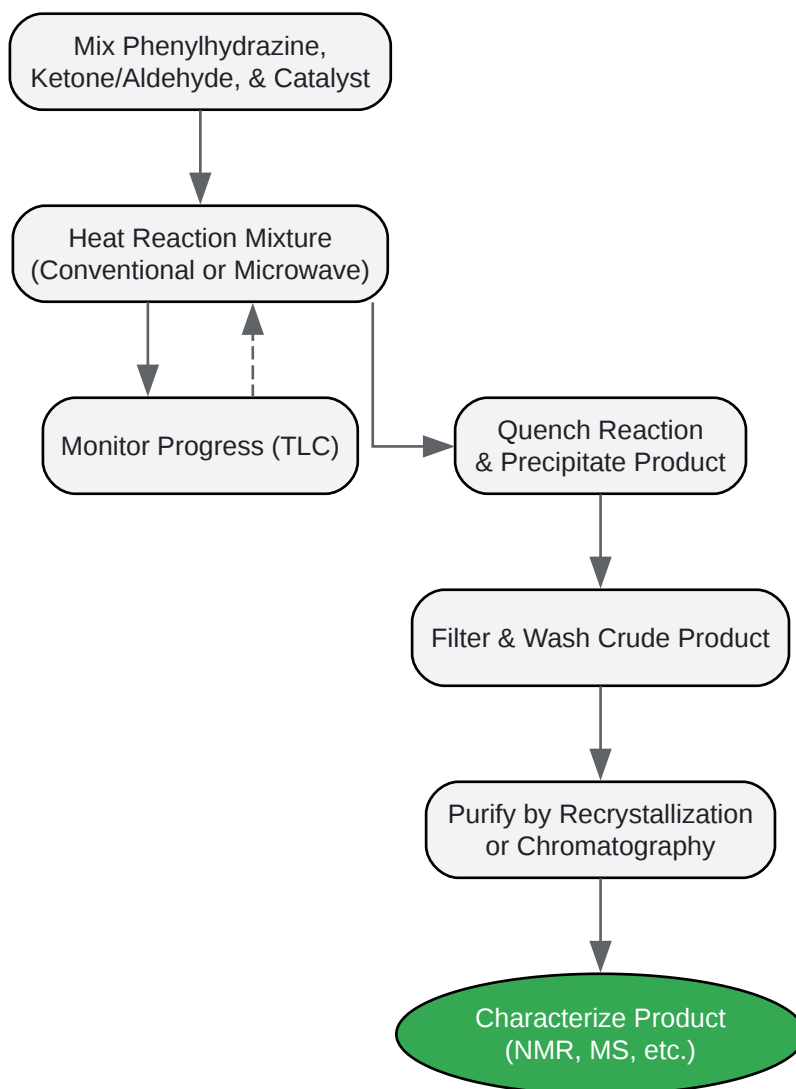 Mix Phenylhydrazine,
Ketone/Aldehyde, & Catalyst
Heat Reaction Mixture
(Conventional or Microwave)
Monitor Progress (TLC)
Quench Reaction
& Precipitate Product
Filter & Wash Crude Product
Purify by Recrystallization
or Chromatography
Characterize Product
(NMR, MS, etc.)